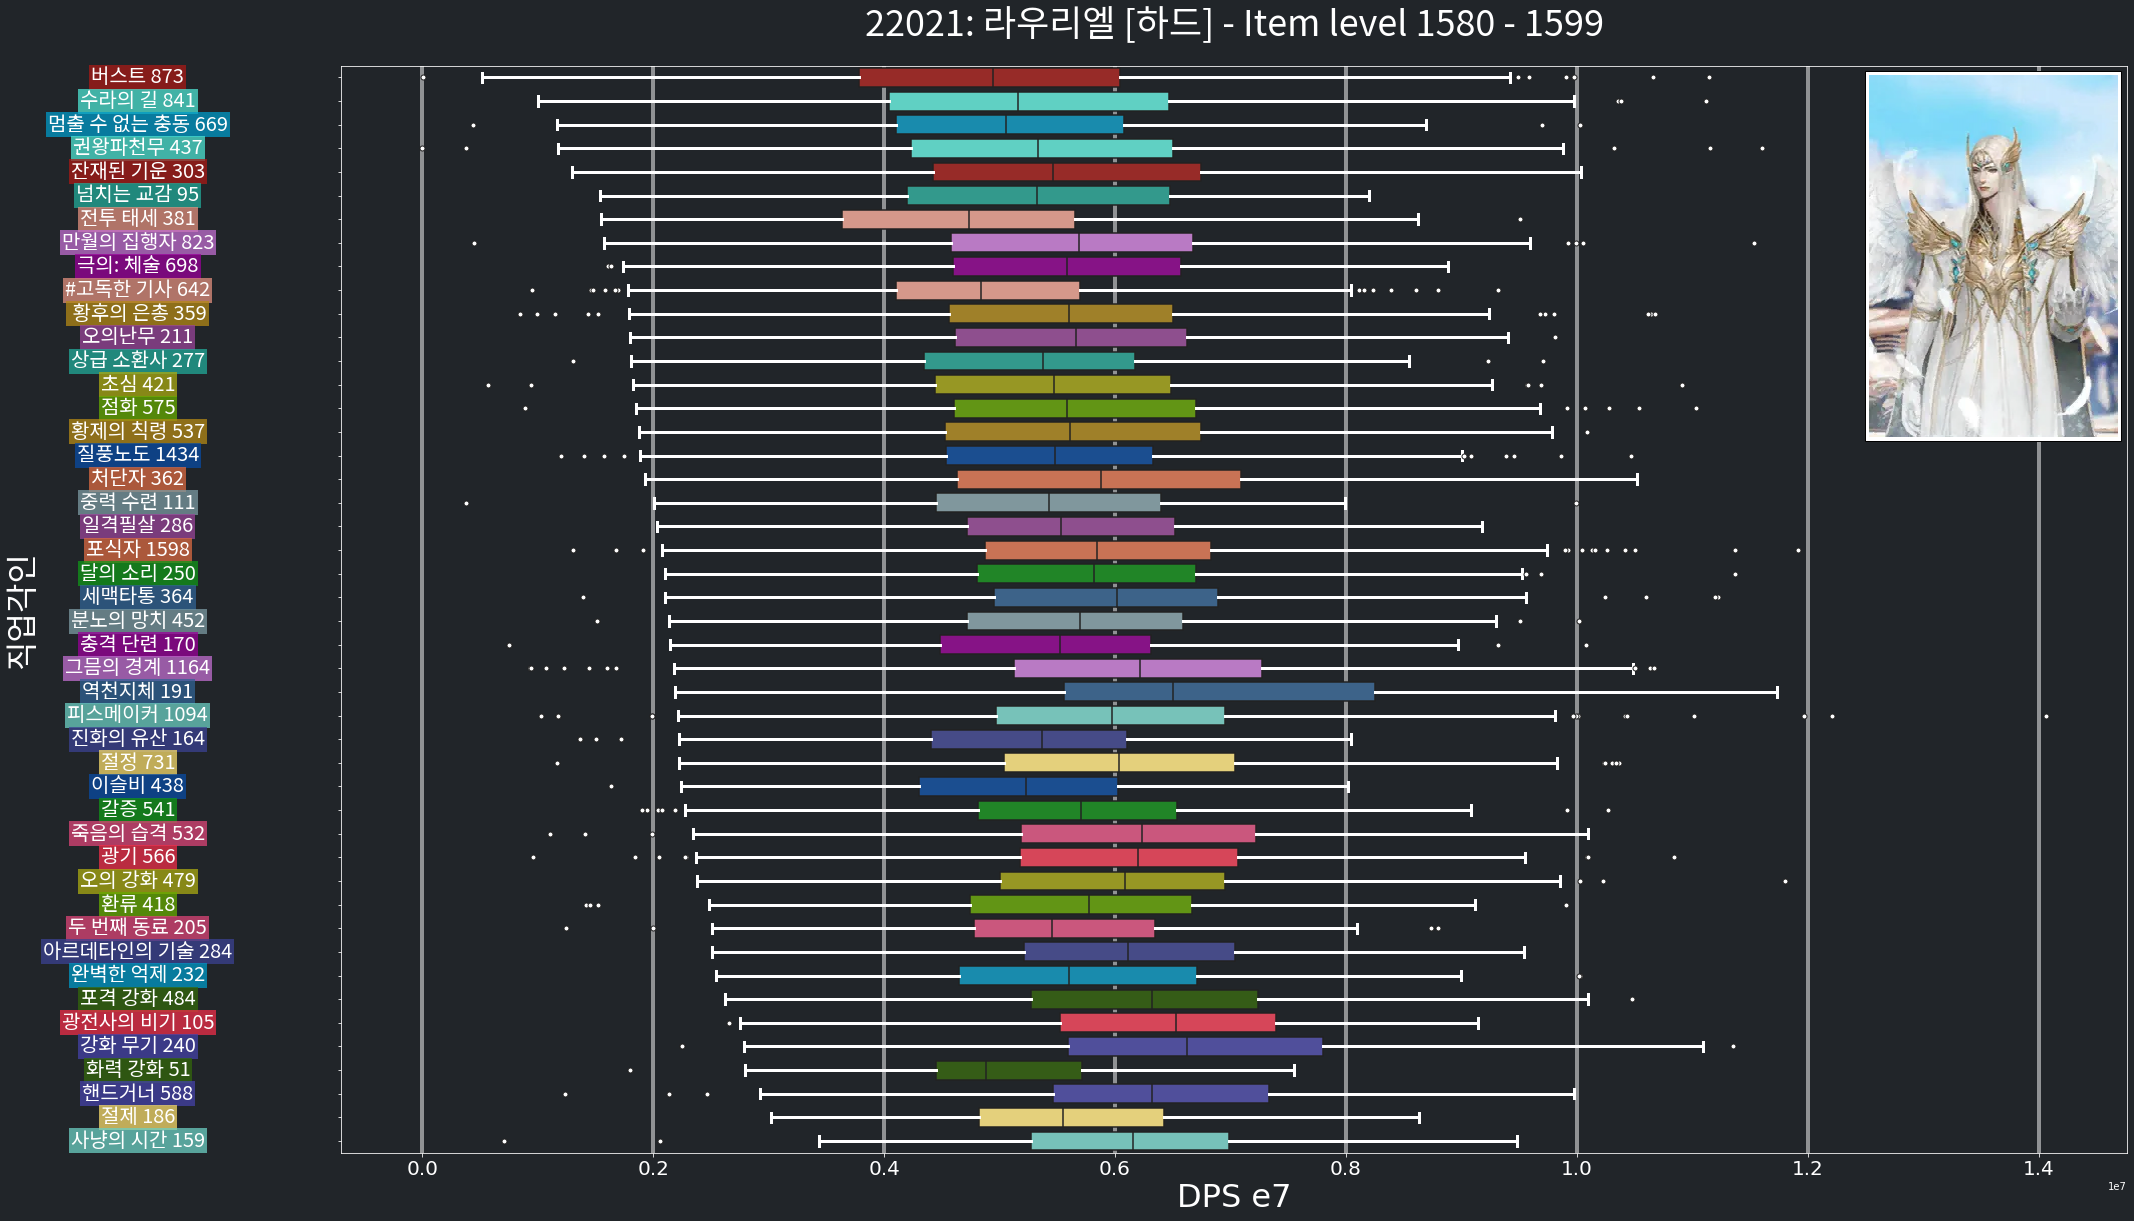 22021: 라우리엘 [하드] - Item level 1580 - 1599
버스트 873
수라의 길 841
멈출 수 없는 충동 669
권왕파천무 437
잔재된 기운 303
넘치는 교감 95
전투 태세 381
만월의 집행자 823
극의: 체술 698
#고독한 기사 642
황후의 은총 359
오의난무 211
상급 소환사 277
초심 421
점화 575
황제의 칙령 537
질풍노도 1434
처단자 362
중력 수련 111
일격필살 286
포식자 1598
달의 소리 250
세맥타통 364
분노의 망치 452
충격 단련 170
그믐의 경계 1164
역천지체 191
피스메이커 1094
진화의 유산 164
절정 731
이슬비 438
갈증 541
죽음의 습격 532
광기 566
오의 강화 479
환류 418
두 번째 동료 205
아르데타인의 기술 284
완벽한 억제 232
포격 강화 484
광전사의 비기 105
강화 무기 240
화력 강화 51
핸드거너 588
절제 186
사냥의 시간 159
직업각인
0.0 0.2 0.4 0.6 0.8 1.0 1.2 1.4
DPS e7
1e7